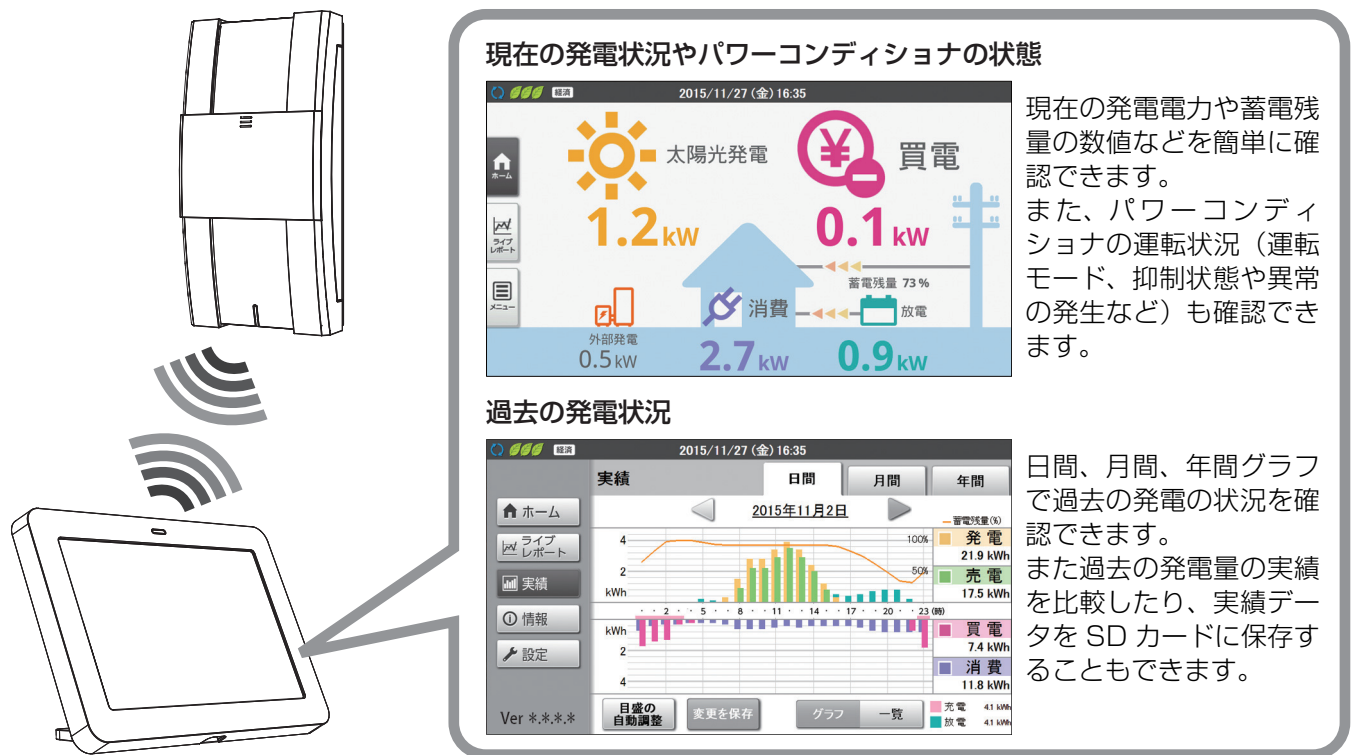 現在の発電状況やパワーコンディショナの状態
経済
2015/11/27 (金) 16:35
太陽光発電
買電
ホーム
1.2kW
0.1kW
ライブ
レポート
蓄電残量 73%
メニュー
消費
放電
外部発電
0.5kW
2.7kW
0.9kW
現在の発電電力や蓄電残
量の数値などを簡単に確
認できます。
また、パワーコンディ
ショナの運転状況（運転
モード、抑制状態や異常
の発生など）も確認でき
ます。
過去の発電状況
経済
2015/11/27 (金) 16:35
実績
日間
月間
年間
ホーム
ライブ
レポート
実績
情報
設定
Ver *.*.*.*
2015年11月2日
蓄電残量(%)
4
100%
2
50%
kWh
・ ・ 2 ・ ・ 5 ・ ・ 8 ・ ・ 11 ・ ・ 14 ・ ・ 17 ・ ・ 20 ・ ・ 23 (時)
kWh
2
4
発電
21.9 kWh
売電
17.5 kWh
買電
7.4 kWh
消費
11.8 kWh
目盛の
自動調整
変更を保存
グラフ
一覧
充電 4.1 kWh
放電 4.1 kWh
日間、月間、年間グラフ
で過去の発電の状況を確
認できます。
また過去の発電量の実績
を比較したり、実績デー
タを SD カードに保存す
ることもできます。